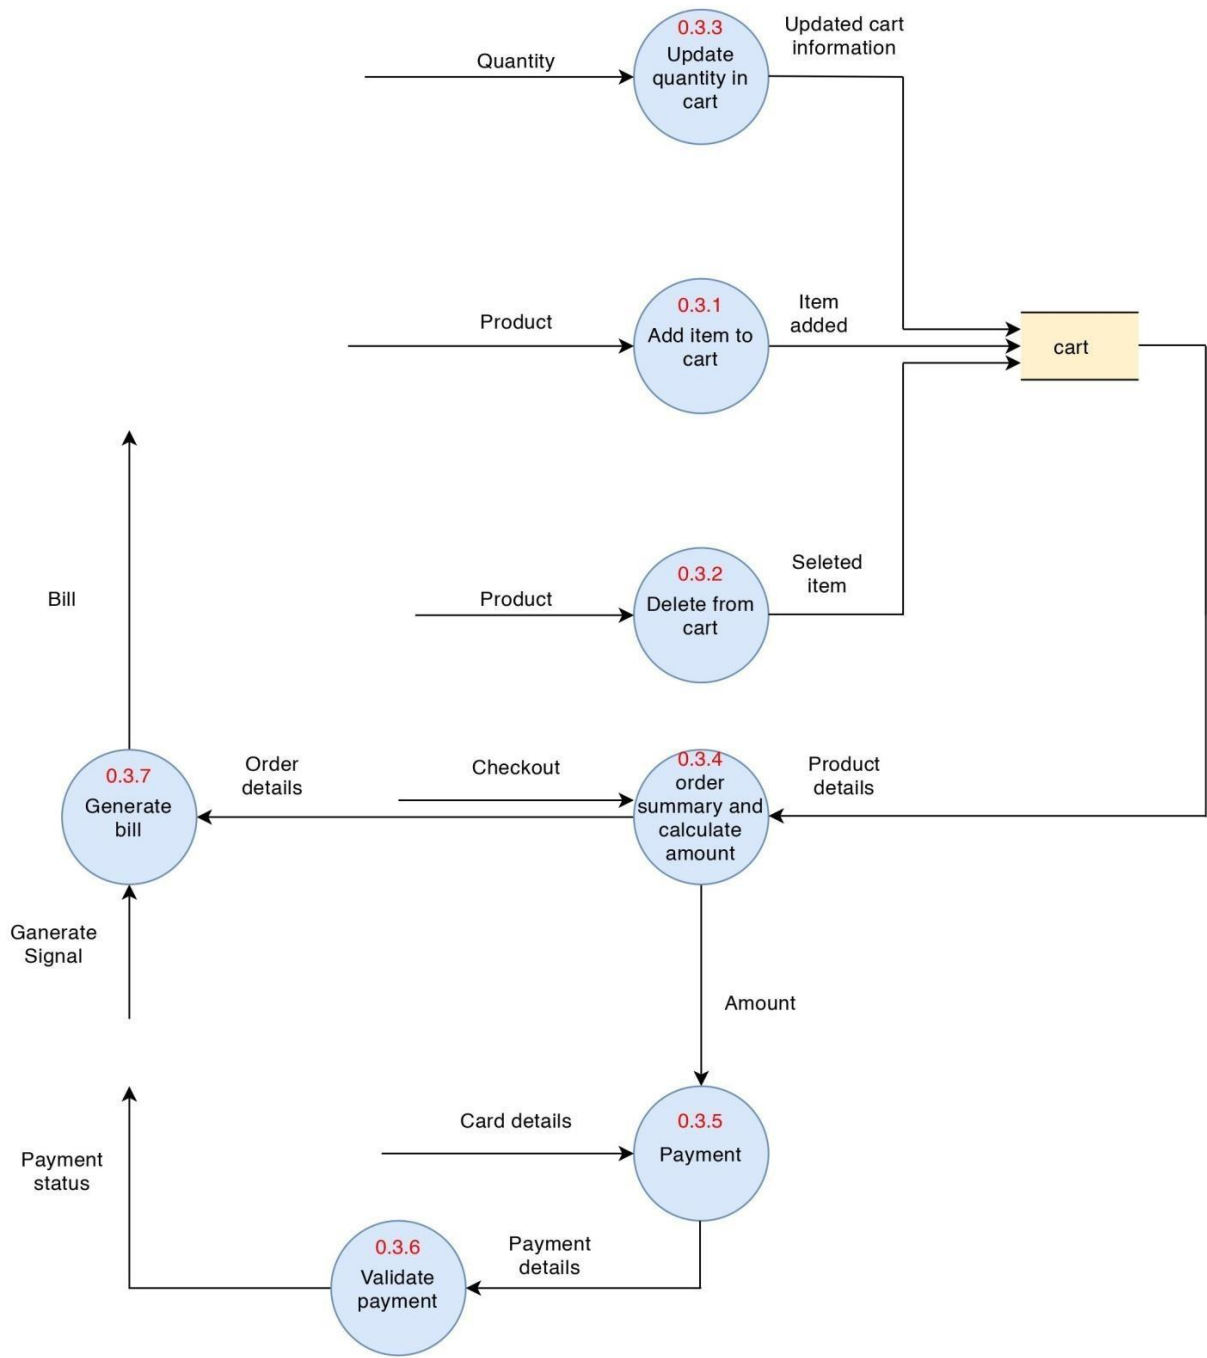 0.3.3
Update
quantity in
cart
Quantity
Updated cart
information
0.3.1
Add item to
cart
Product
Item
added
cart
0.3.2
Delete from
cart
Product
Seleted
item
Bill
0.3.7
Generate
bill
Order
details
Checkout
0.3.4
order
summary and
calculate
amount
Product
details
Ganerate
Signal
Amount
0.3.5
Payment
Card details
Payment
status
Payment
details
0.3.6
Validate
payment